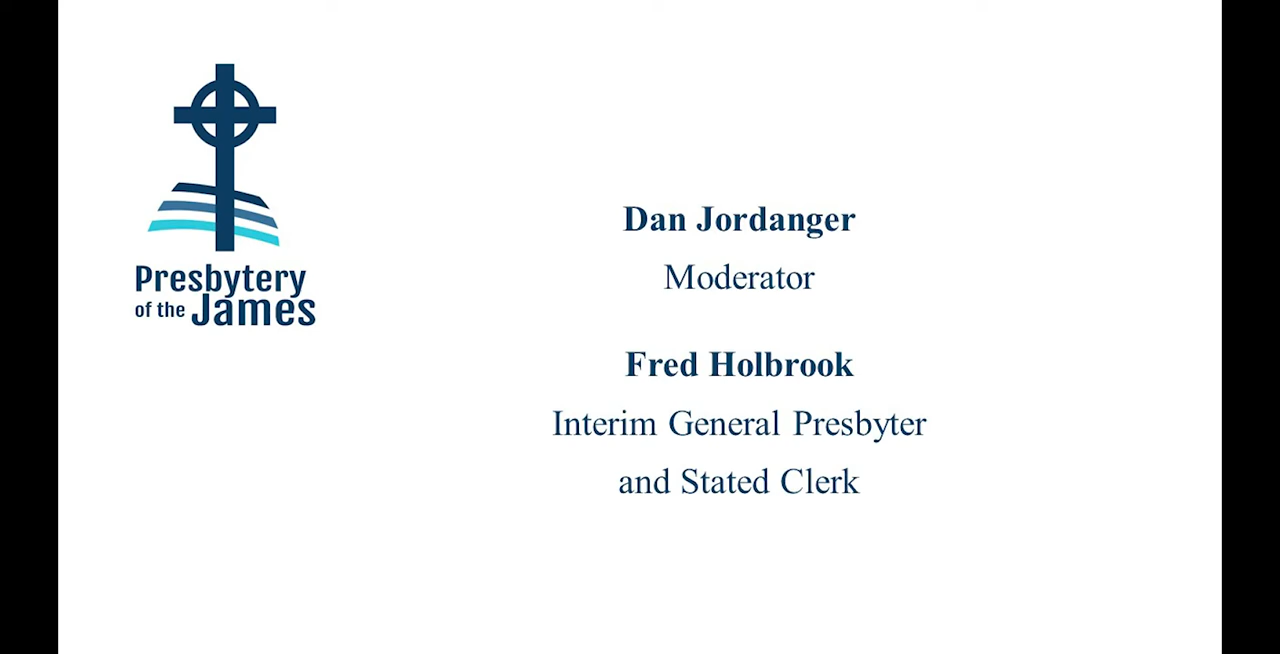 Presbytery
of the James
Dan Jordanger
Moderator
Fred Holbrook
Interim General Presbyter
and Stated Clerk